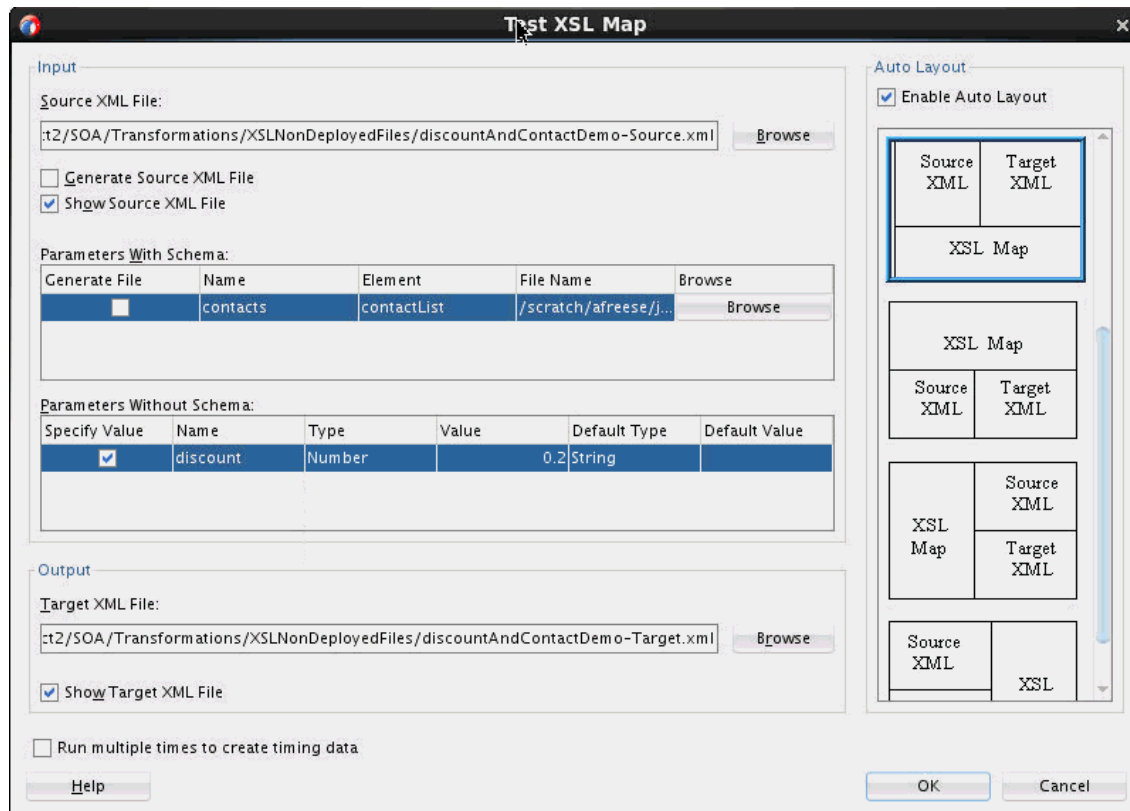 Test XSL Map
Input
Source XML File:
:t2/SOA/Transformations/XSLNonDeployedFiles/discountAndContactDemo-Source.xml Browse
Generate Source XML File
Show Source XML File
Parameters With Schema:
Generate File Name Element File Name Browse
contacts contactList /scratch/afreese/j... Browse
Parameters Without Schema:
Specify Value Name Type Value Default Type Default Value
discount Number 0.2 String
Output
Target XML File:
:t2/SOA/Transformations/XSLNonDeployedFiles/discountAndContactDemo-Target.xml Browse
Show Target XML File
Run multiple times to create timing data
Help
OK Cancel
Auto Layout
Enable Auto Layout
Source Target
XML XML
XSL Map
XSL Map
Source Target
XML XML
XSL
Map
Source
XML
Target
XML
Source
XML
XSL